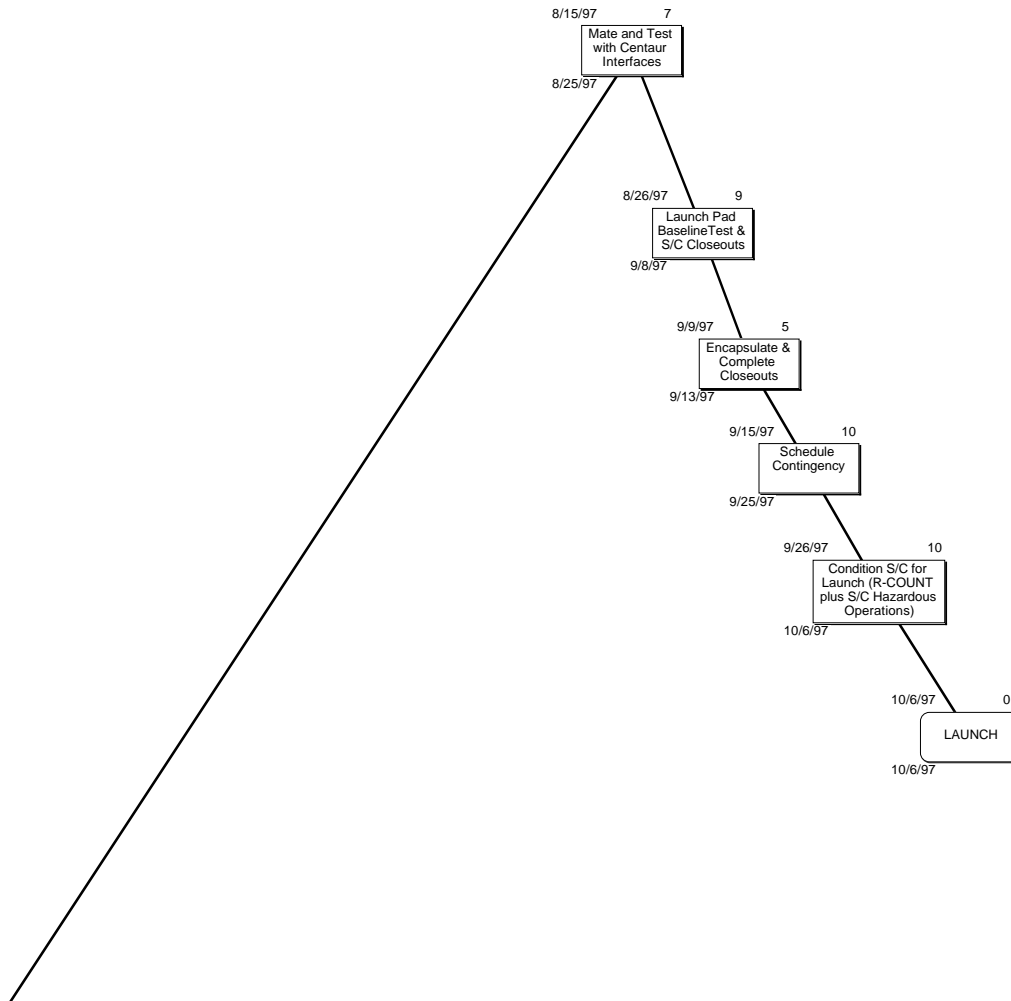 8/15/97 7
Mate and Test
with Centaur
Interfaces
8/25/97
8/26/97 9
Launch Pad
BaselineTest &
S/C Closeouts
9/8/97
9/9/97 5
Encapsulate &
Complete
Closeouts
9/13/97
9/15/97 10
Schedule
Contingency
9/25/97
9/26/97 10
Condition S/C for
Launch (R-COUNT
plus S/C Hazardous
Operations)
10/6/97
10/6/97 0
LAUNCH
10/6/97